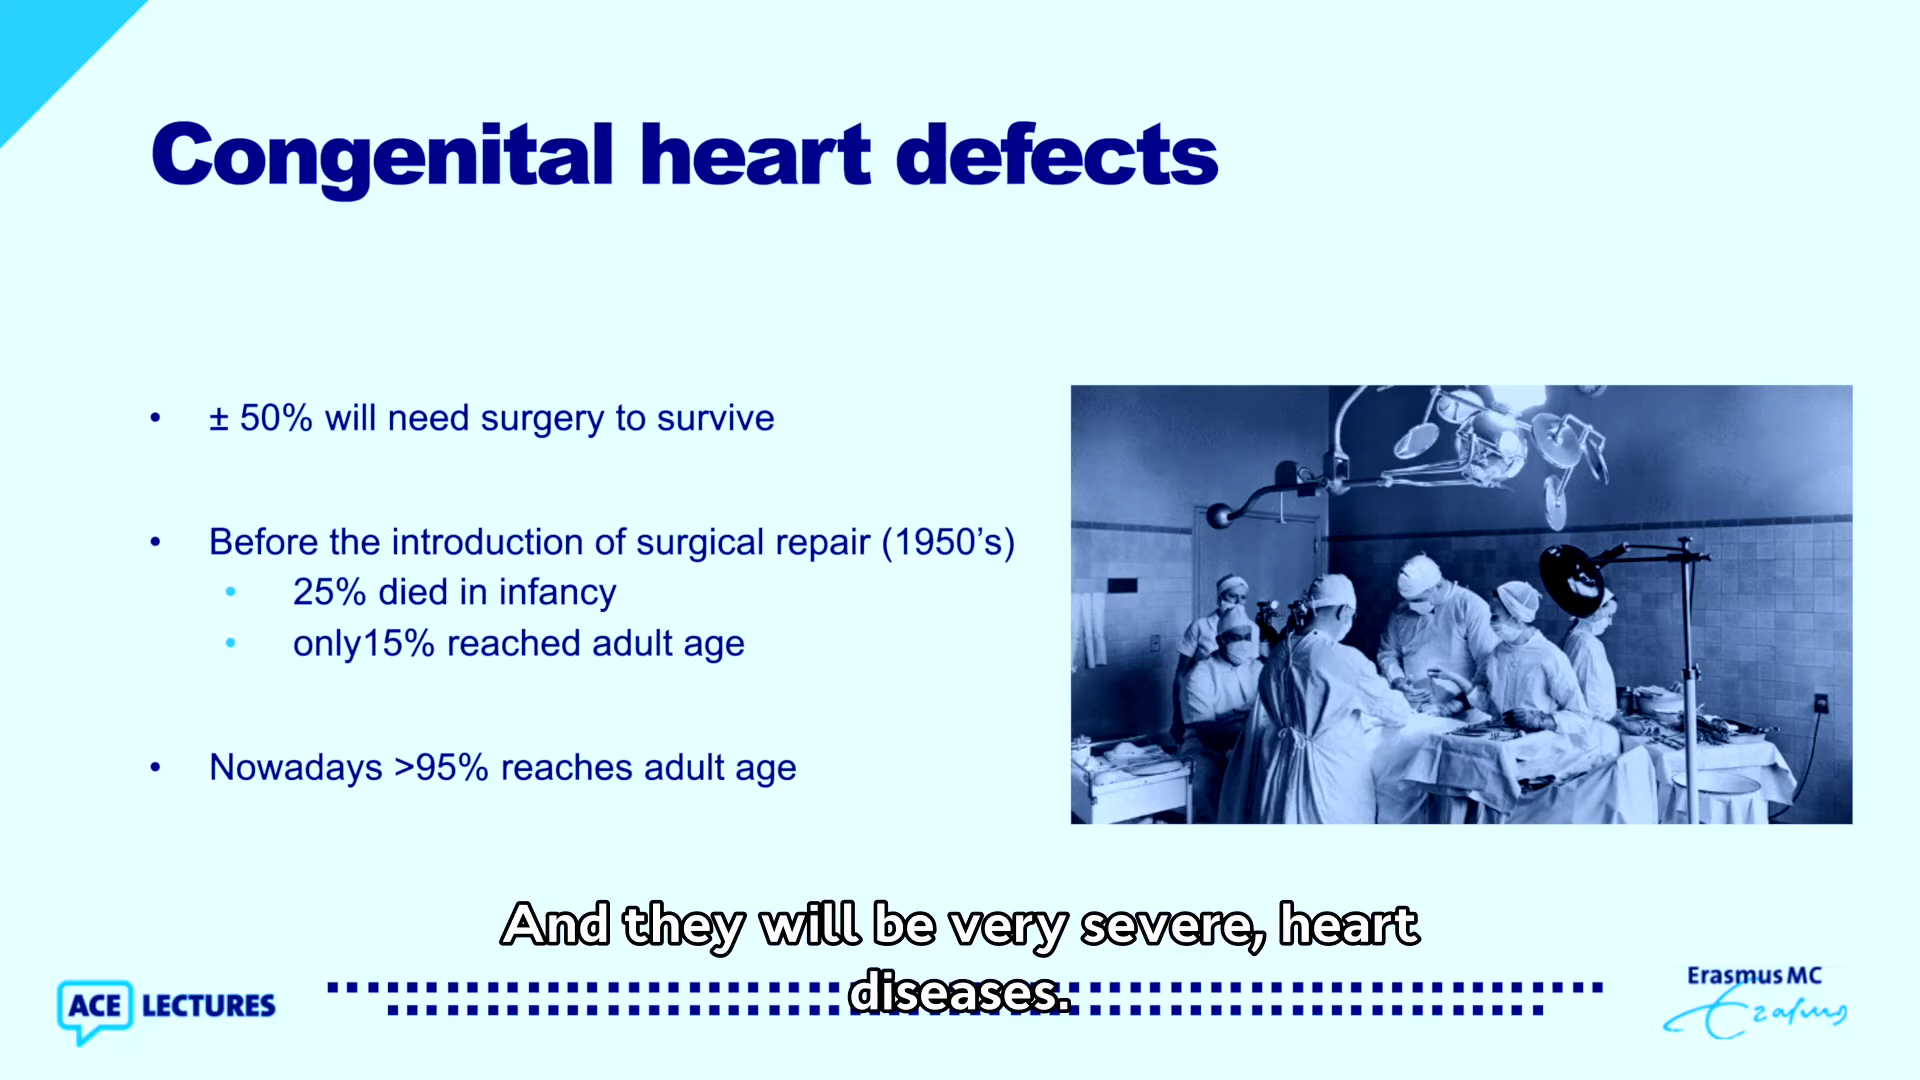 Congenital heart defects
• ± 50% will need surgery to survive
• Before the introduction of surgical repair (1950’s)
• 25% died in infancy
• only15% reached adult age
• Nowadays >95% reaches adult age
And they will be very severe, heart
diseases.
ACE LECTURES
Erasmus MC
Erasmus